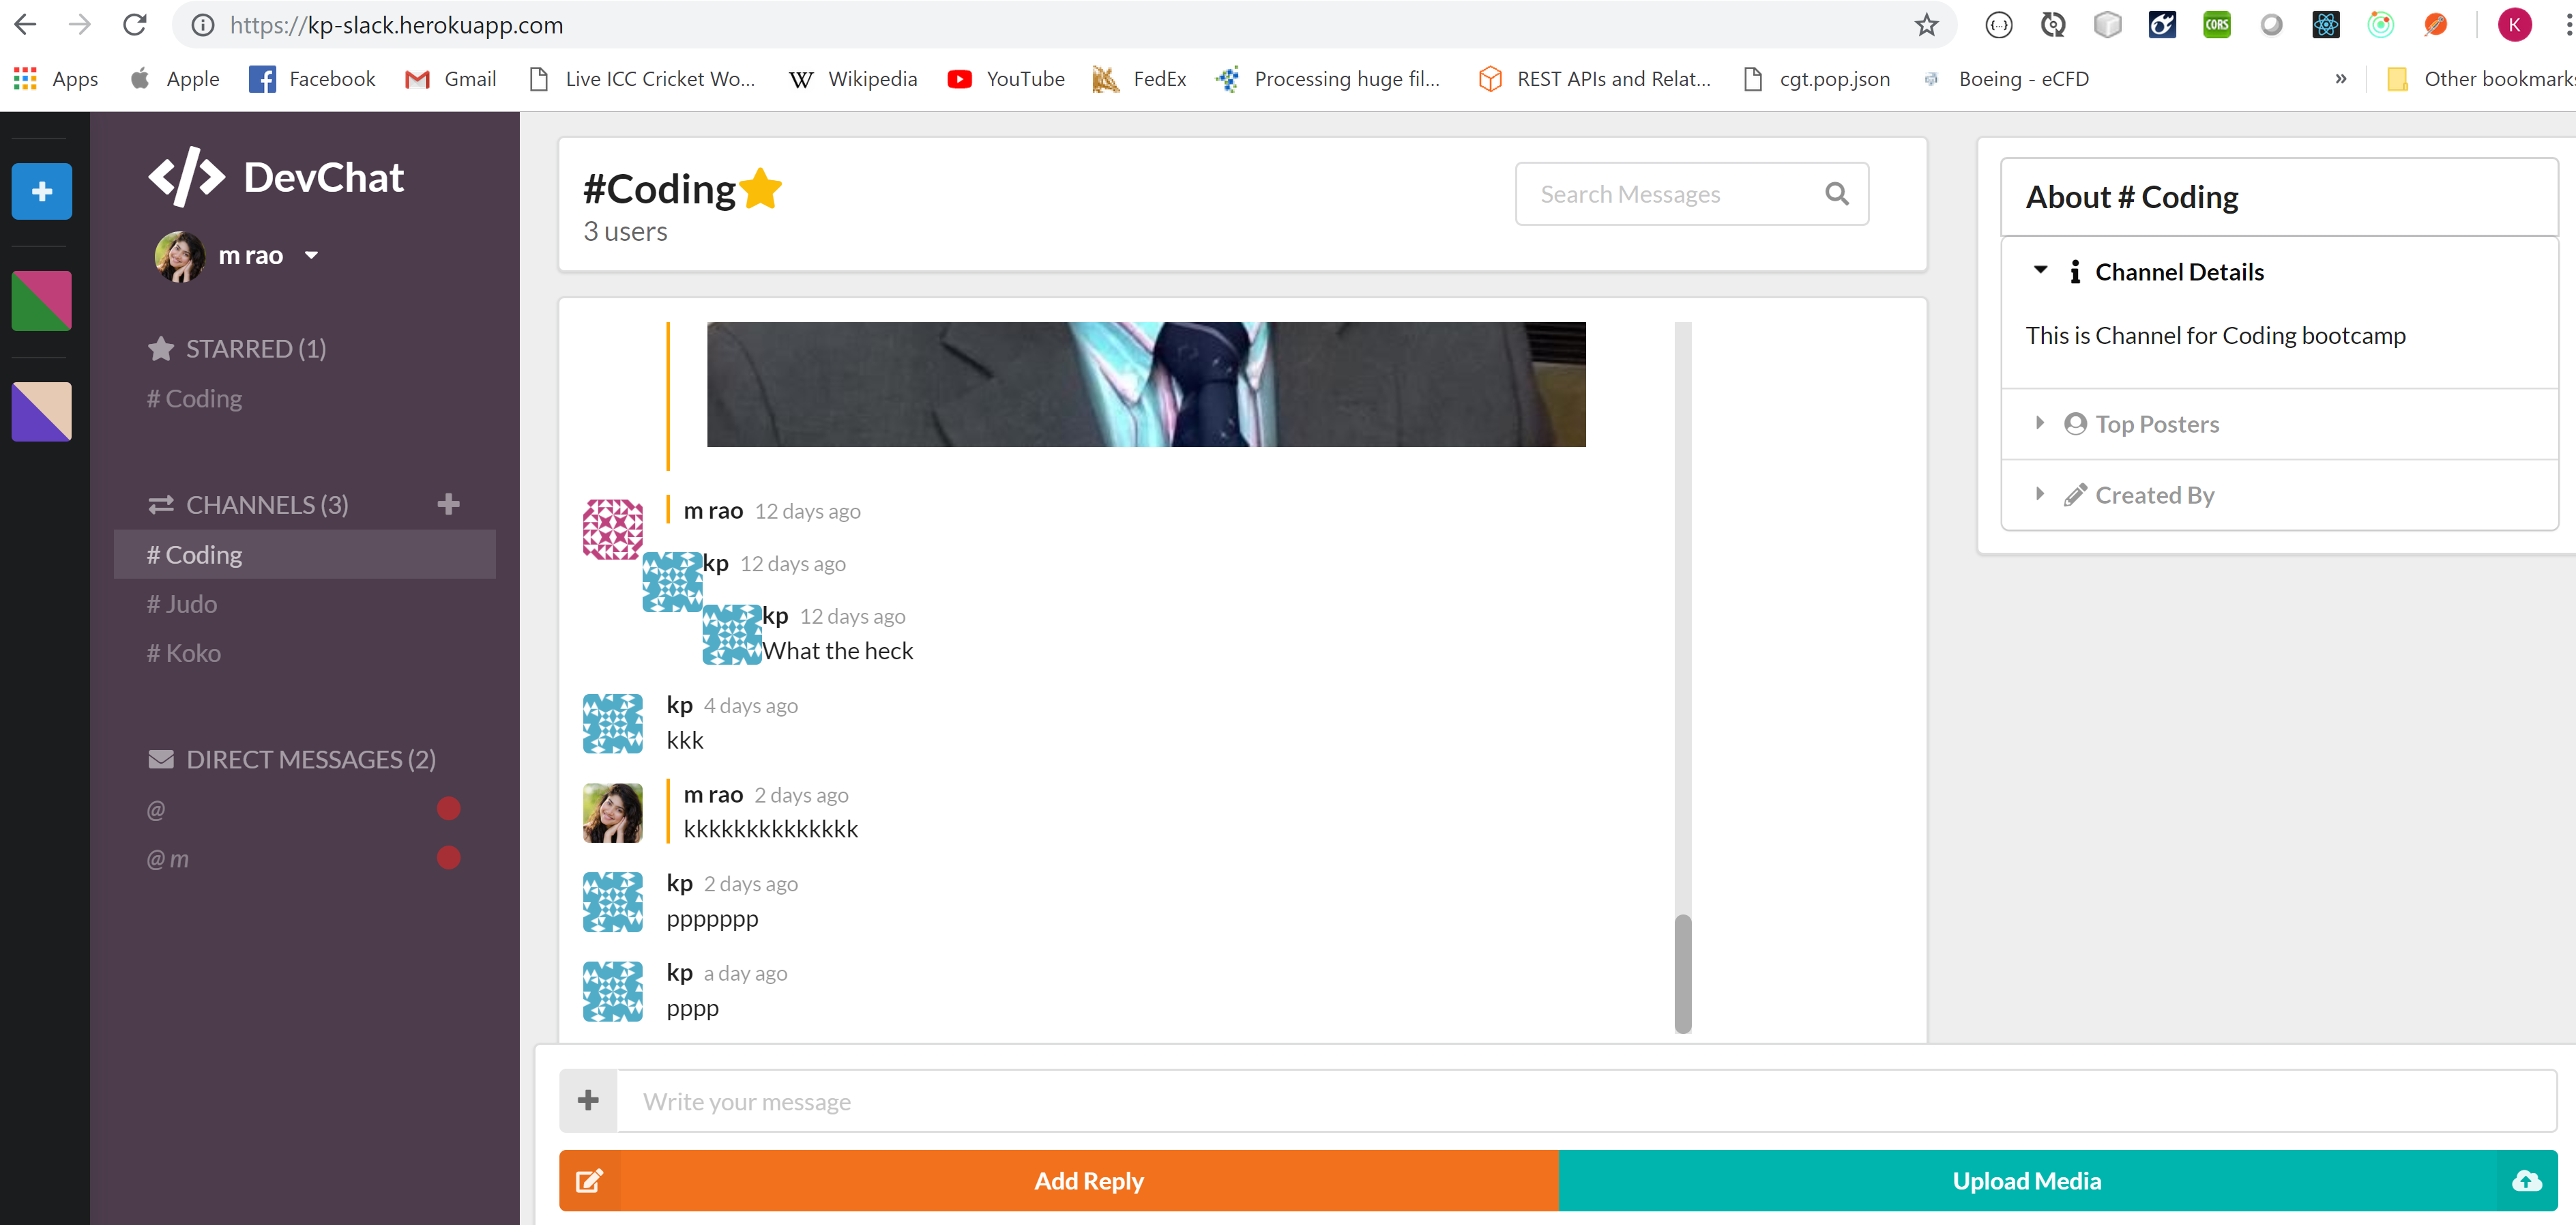 https://kp-slack.herokuapp.com
{...}
CORS
K
Apps
Apple
Facebook
Gmail
Live ICC Cricket Wo...
W Wikipedia
YouTube
FedEx
Processing huge fil...
REST APIs and Relat...
cgt.pop.json
Boeing - eCFD
»
Other bookmarks
</> DevChat
m rao
STARRED (1)
# Coding
CHANNELS (3)
# Coding
# Judo
# Koko
DIRECT MESSAGES (2)
@
@ m
#Coding
3 users
Search Messages
m rao 12 days ago
kp 12 days ago
kp 12 days ago
What the heck
kp 4 days ago
kkk
m rao 2 days ago
kkkkkkkkkkkkkk
kp 2 days ago
ppppppp
kp a day ago
pppp
Write your message
Add Reply
Upload Media
About # Coding
Channel Details
This is Channel for Coding bootcamp
Top Posters
Created By